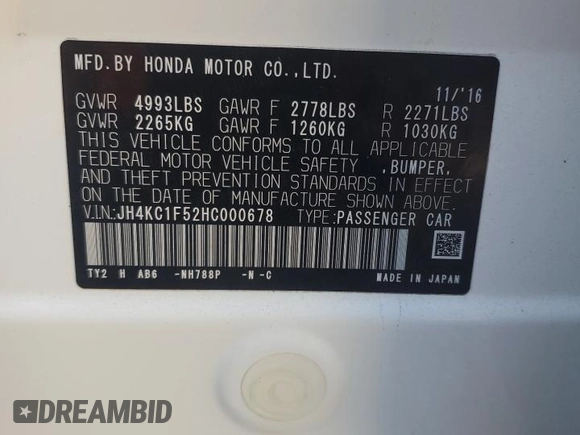 MFD.BY HONDA MOTOR CO.,LTD.
11/'16
GVWR 4993LBS GAWR F 2778LBS R 2271LBS
GVWR 2265KG GAWR F 1260KG R 1030KG
THIS VEHICLE CONFORMS TO ALL APPLICABLE
FEDERAL MOTOR VEHICLE SAFETY ,BUMPER,
AND THEFT PREVENTION STANDARDS IN EFFECT
ON THE DATE OF MANUFACTURE SHOWN ABOVE.
V.IN:JH4KC1F52HC000678 TYPE:PASSENGER CAR
TY2 H AB6 -NH788P -N -C MADE IN JAPAN
DREAMBID